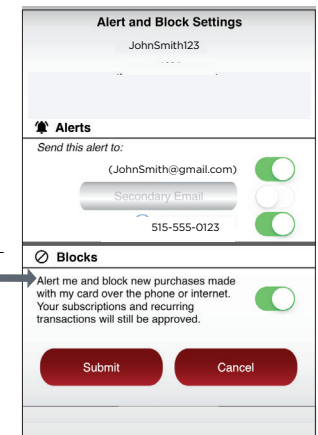 Alert and Block Settings
JohnSmith123
Alerts
Send this alert to:
(JohnSmith@gmail.com)
Secondary Email
515-555-0123
Blocks
Alert me and block new purchases made
with my card over the phone or internet.
Your subscriptions and recurring
transactions will still be approved.
Submit
Cancel